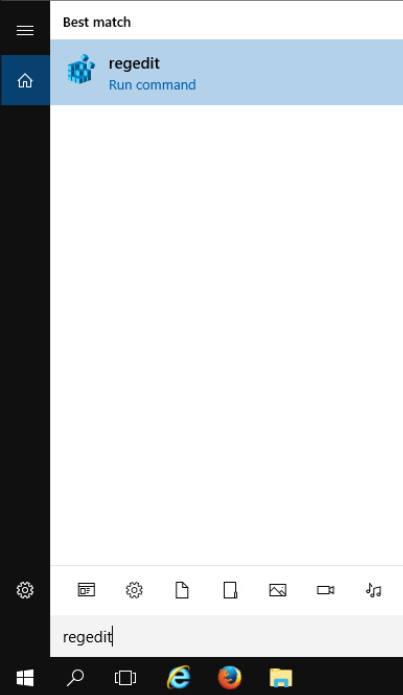 Best match
regedit
Run command
regedit